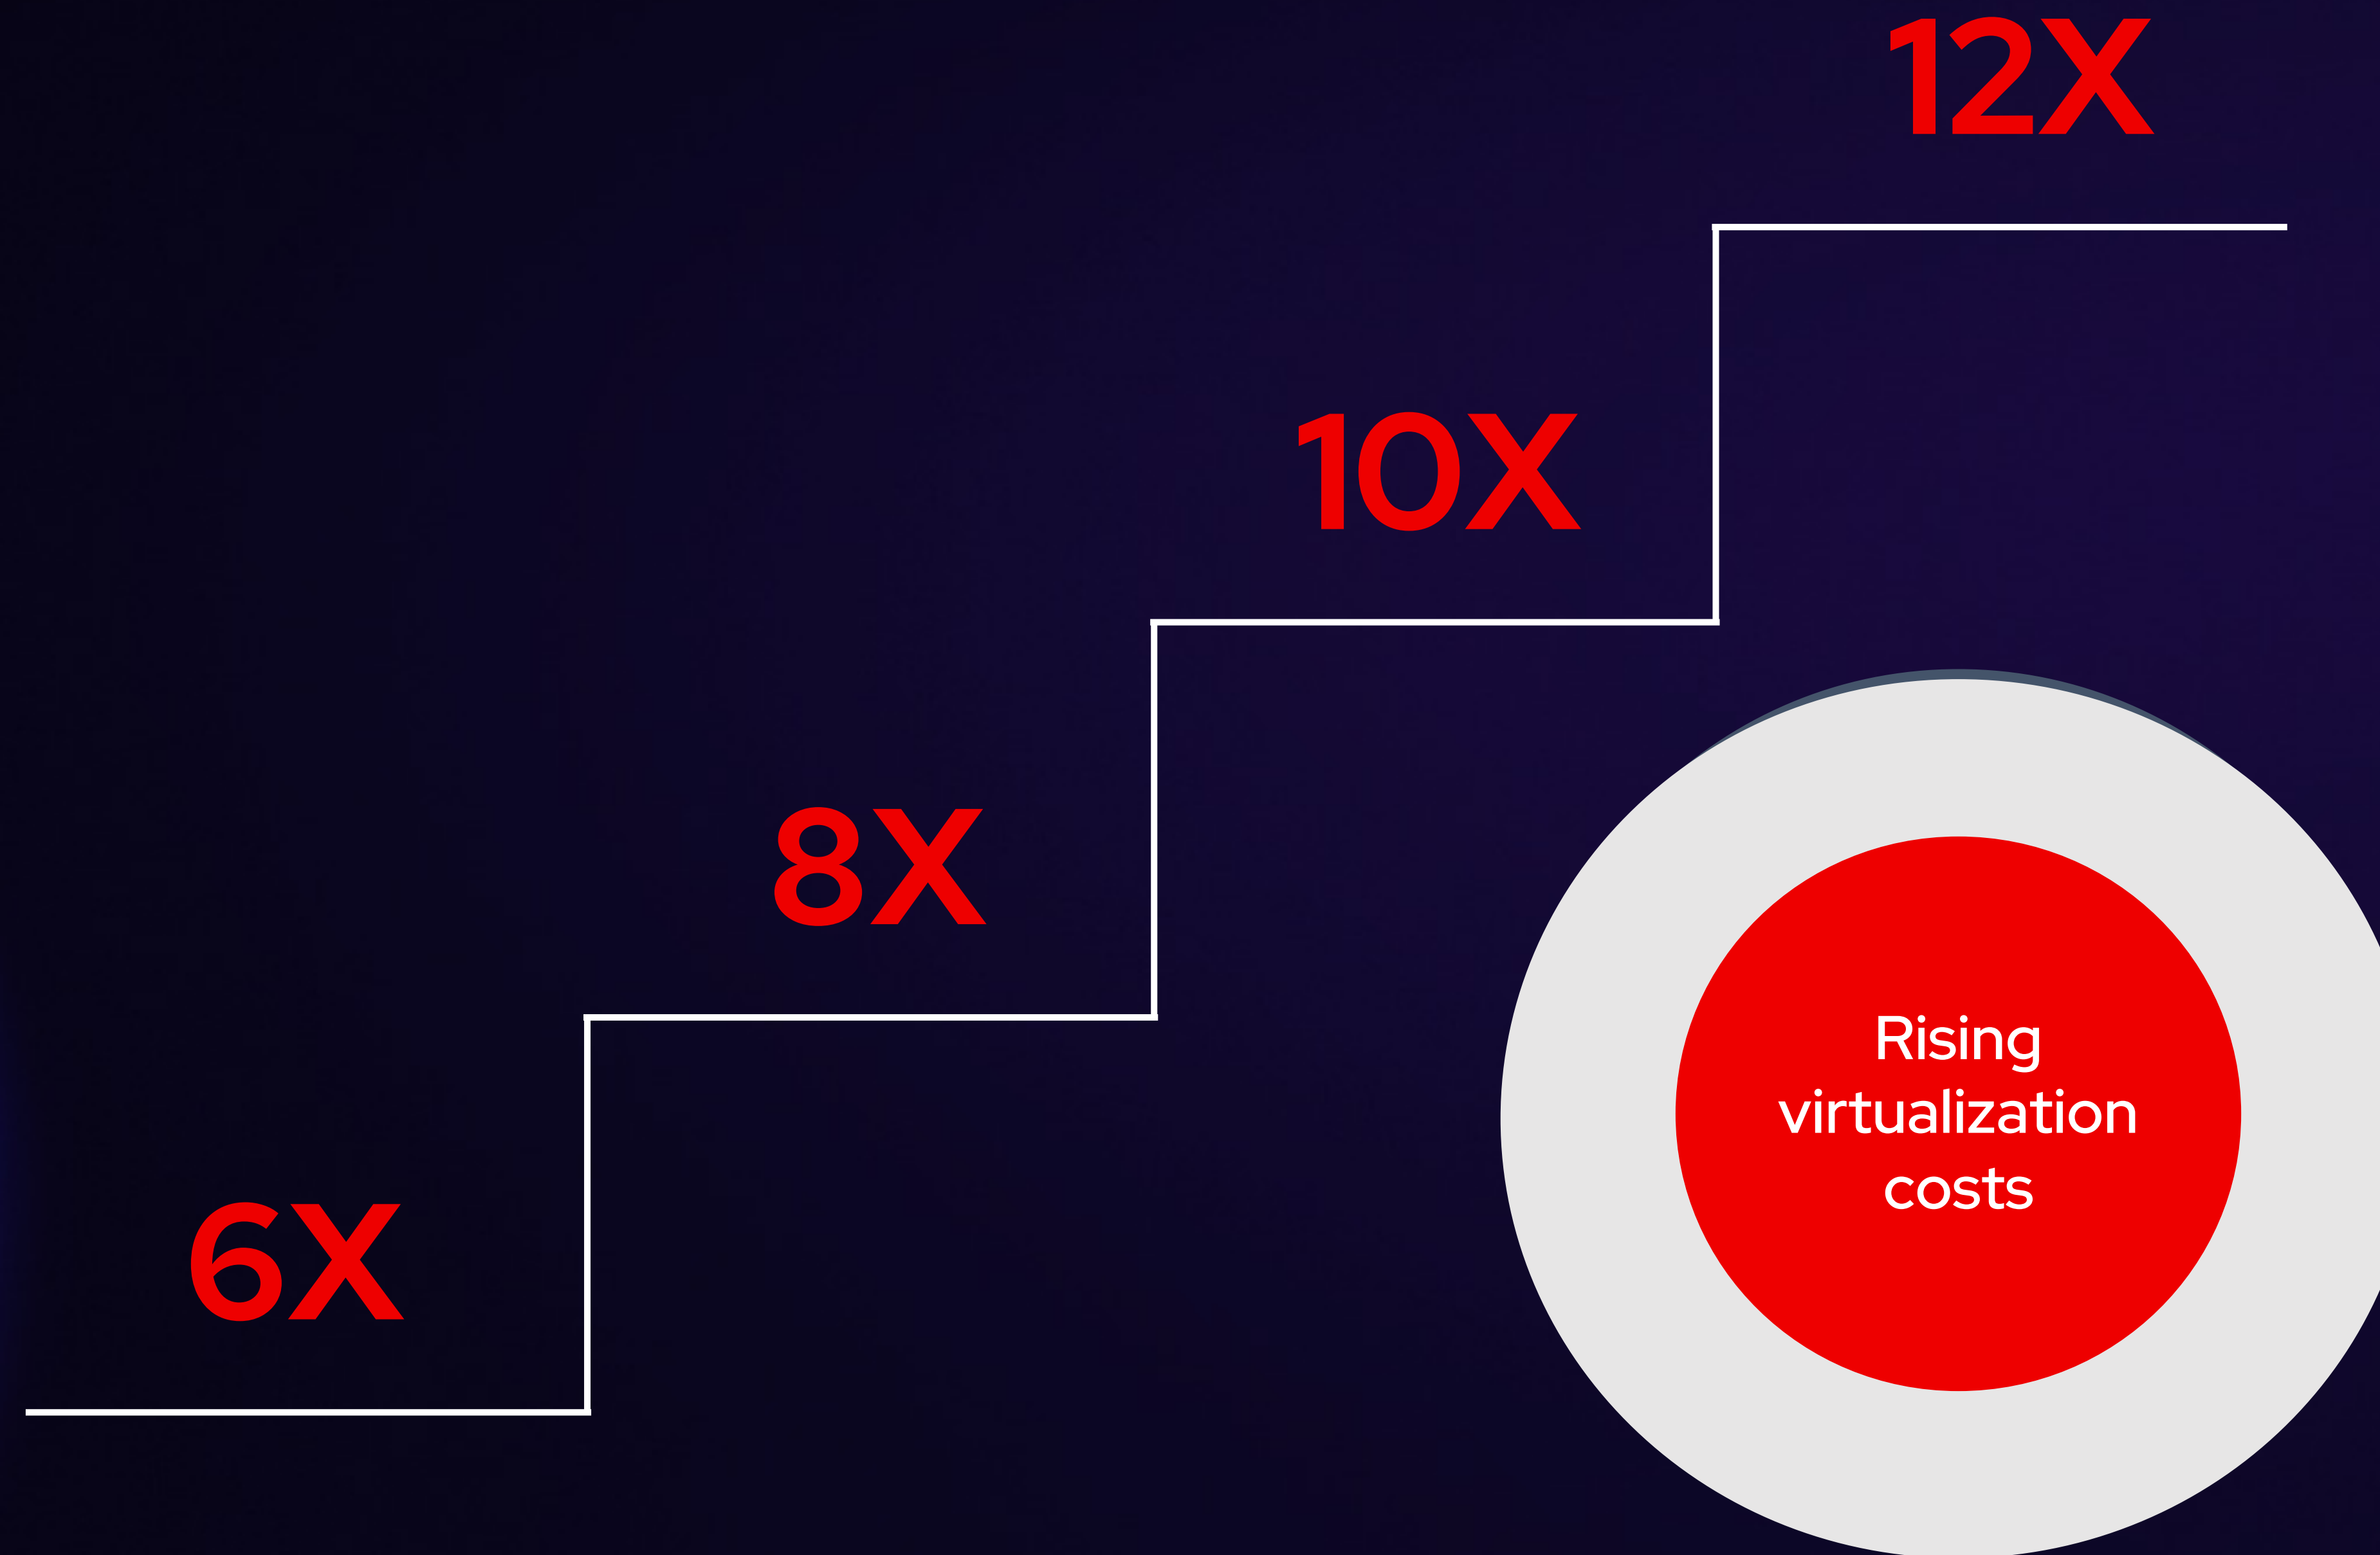 12X
10X
8X
6X
Rising
virtualization
costs